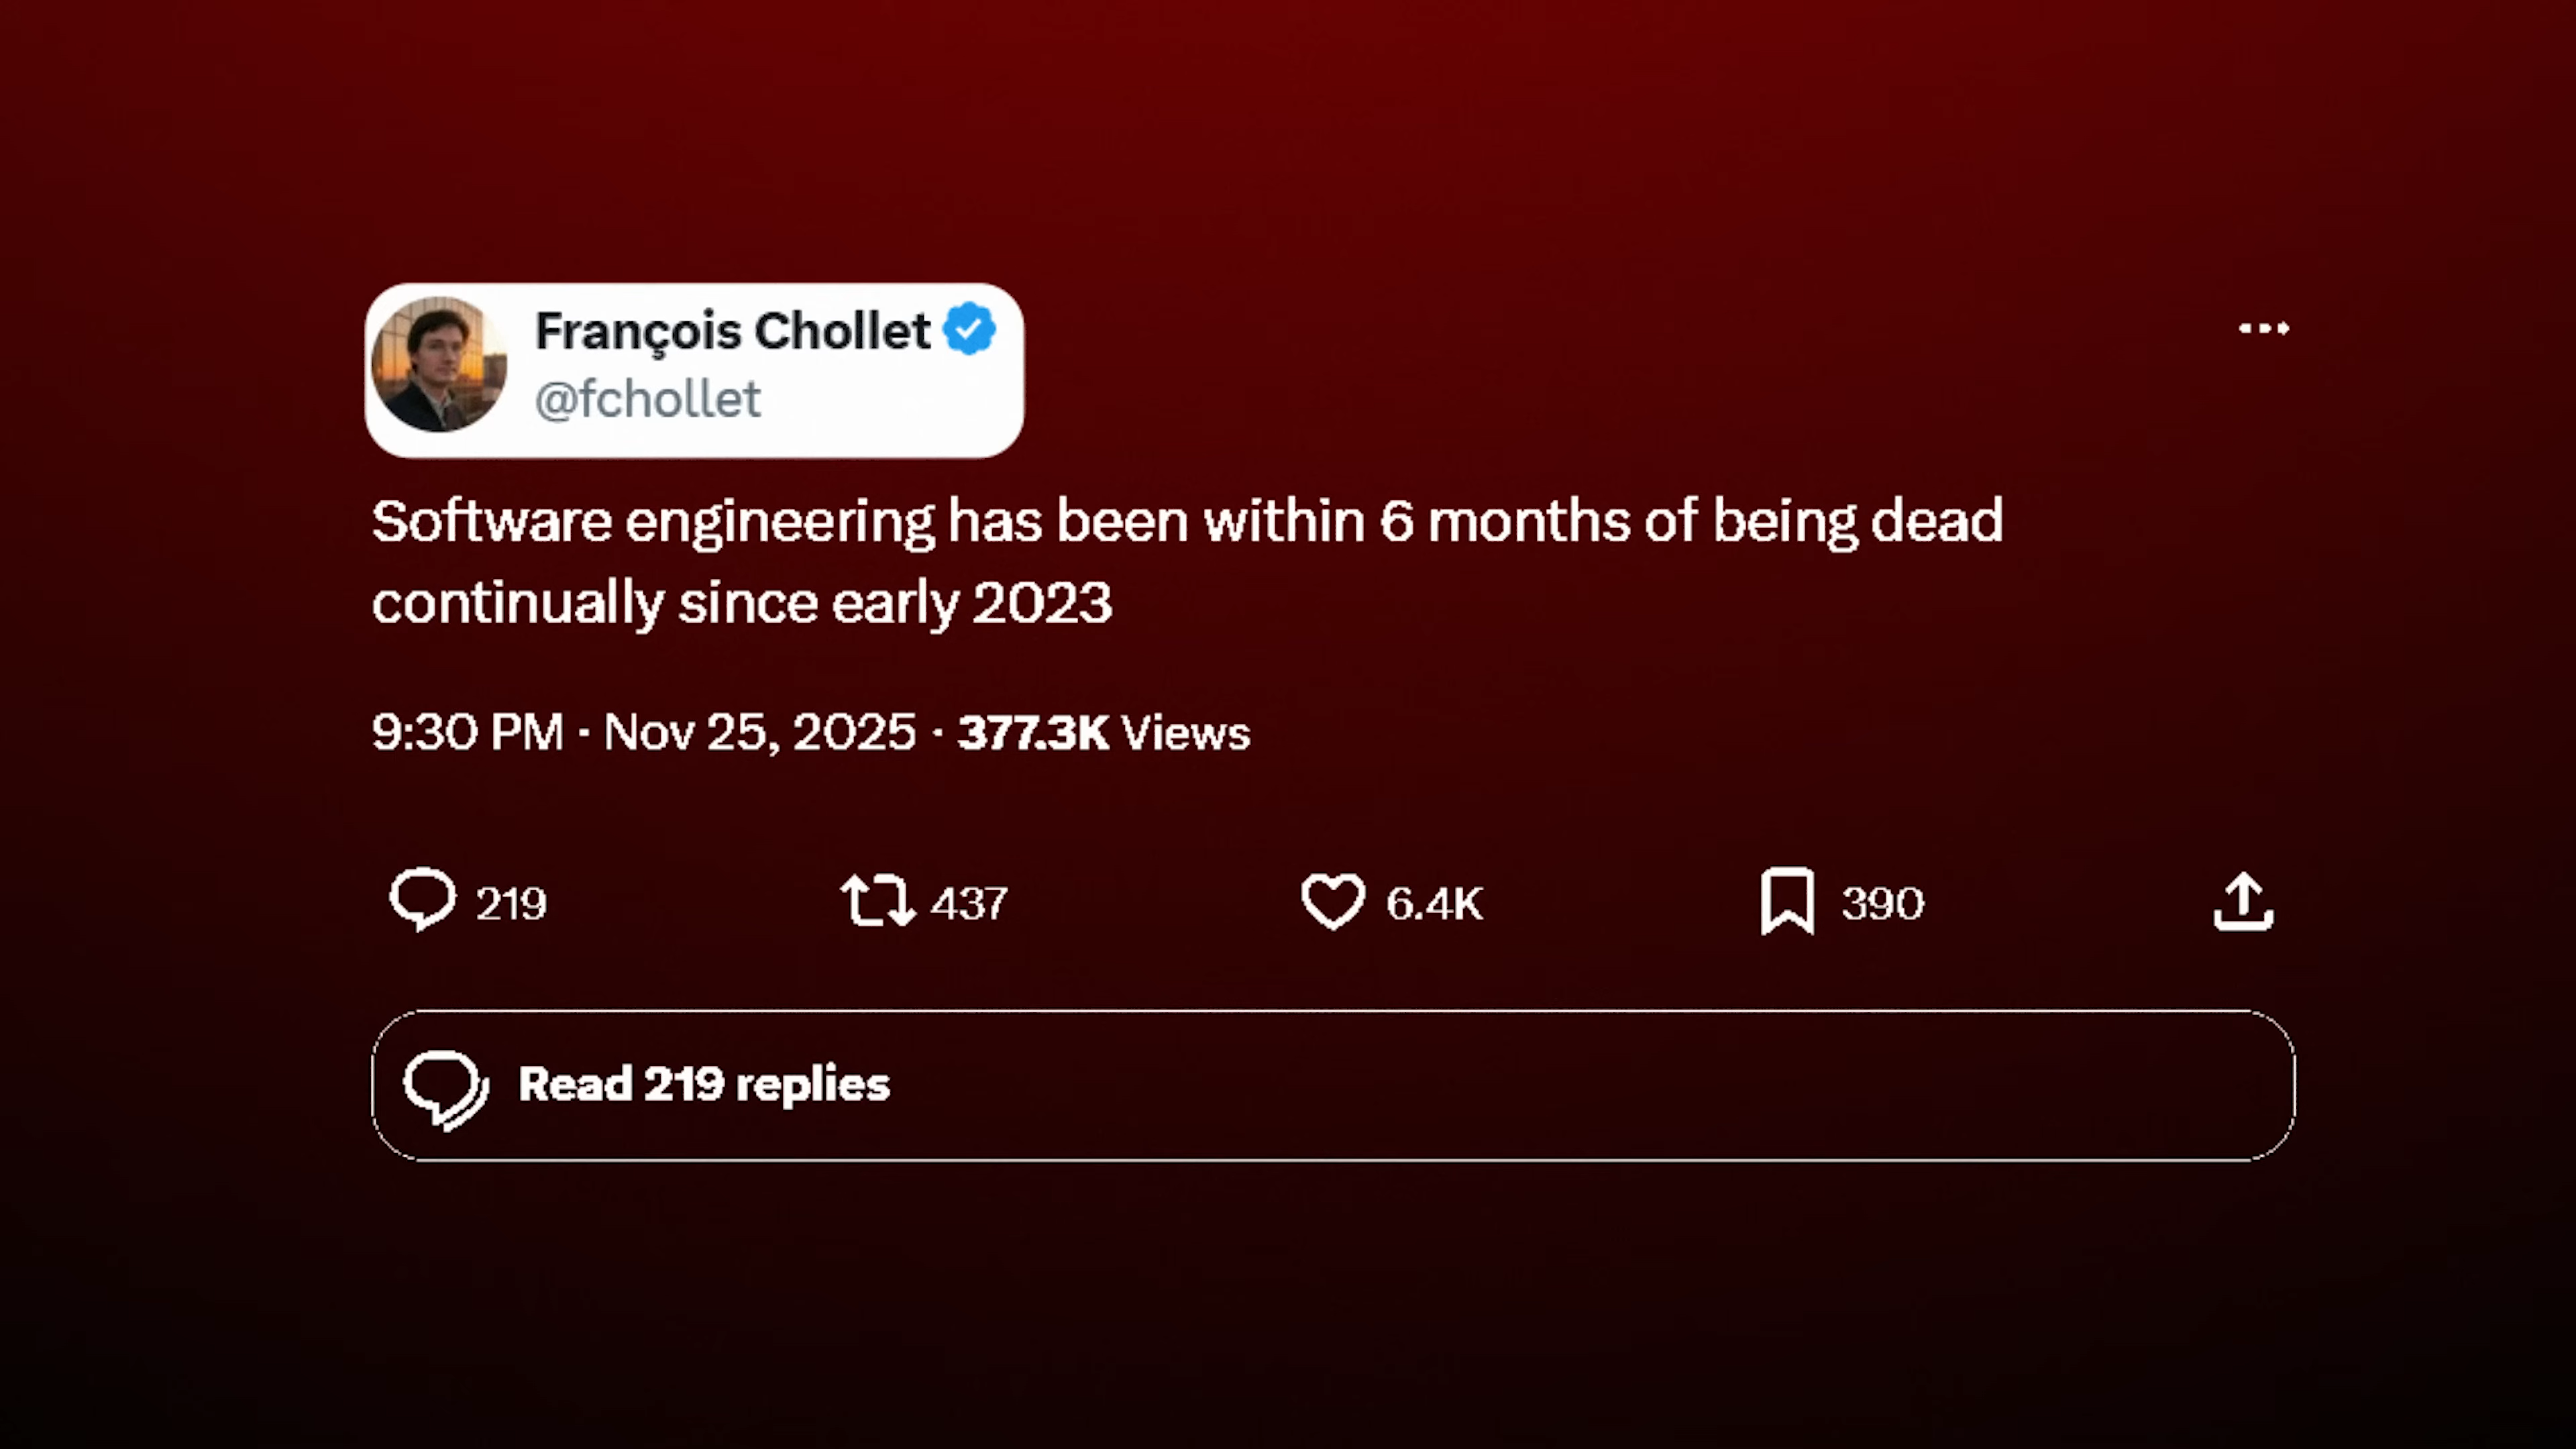 François Chollet
@fchollet
Software engineering has been within 6 months of being dead
continually since early 2023
9:30 PM · Nov 25, 2025 · 377.3K Views
219 437 6.4K 390
Read 219 replies